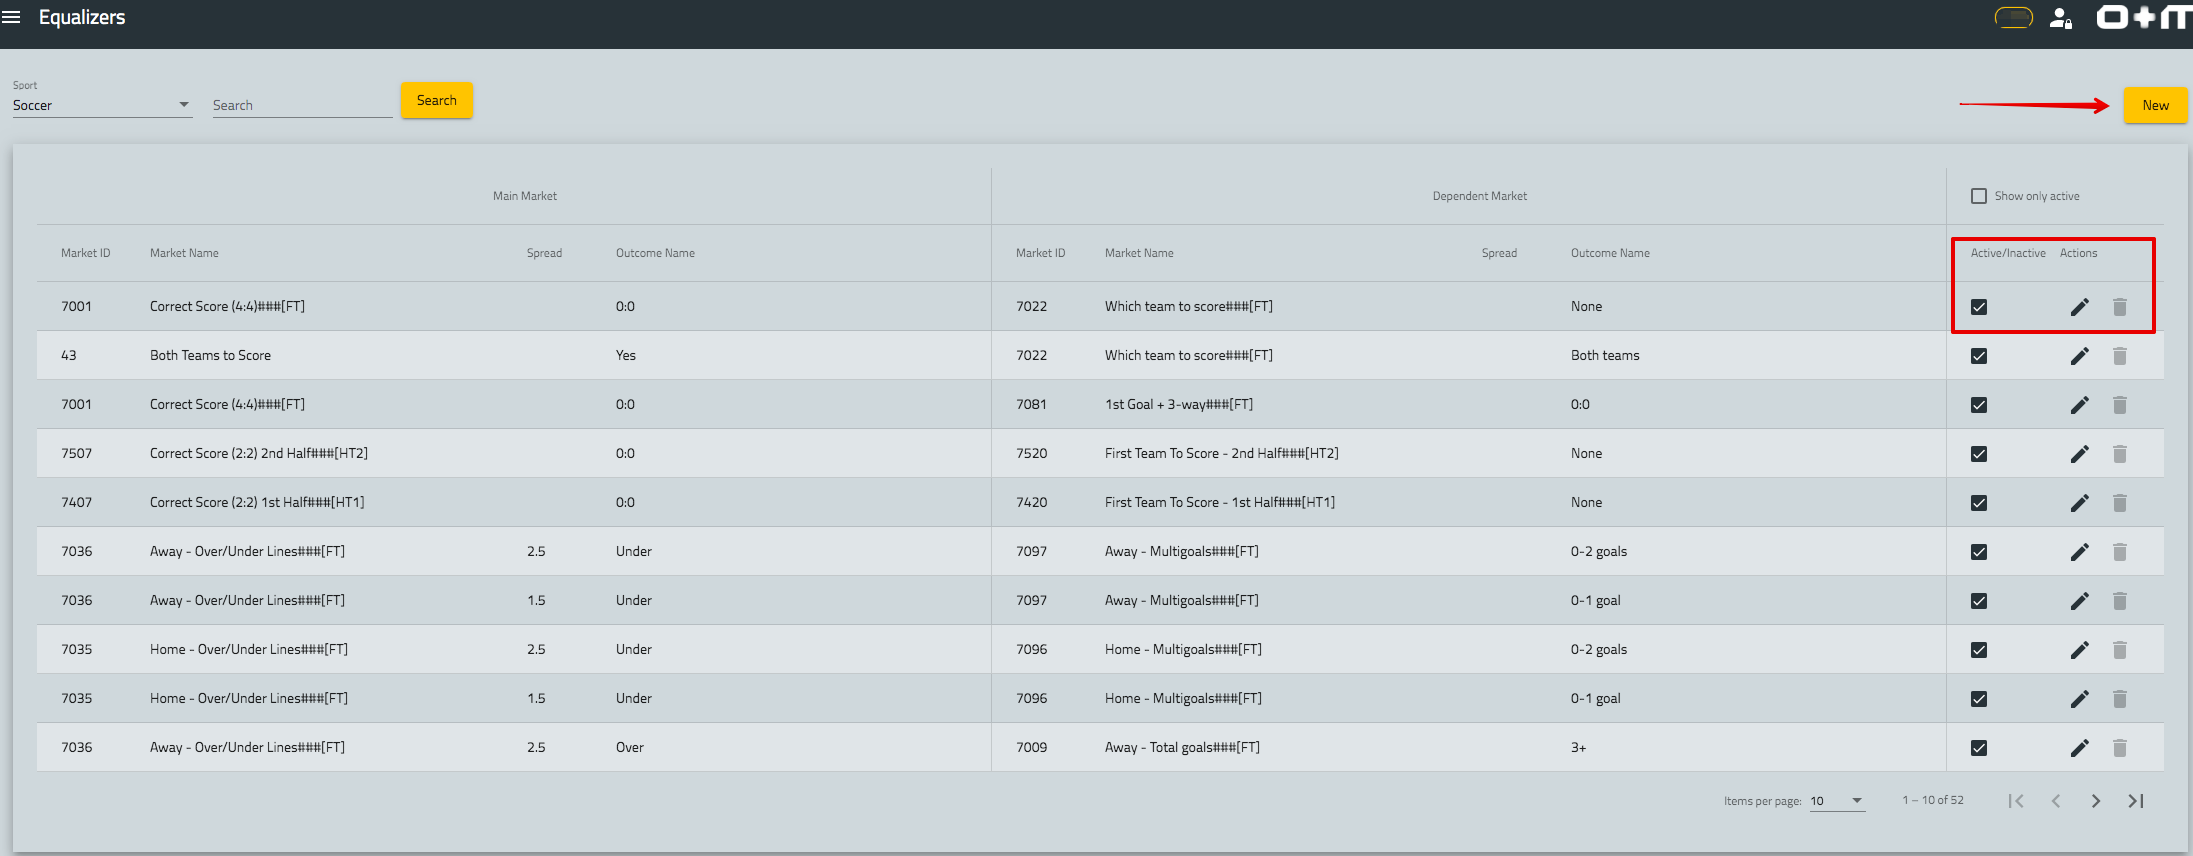 Equalizers
O+M
Sport
Soccer Search Search New
Main Market Dependent Market Show only active
Market ID Market Name Spread Outcome Name Market ID Market Name Spread Outcome Name Active/Inactive Actions
7001 Correct Score (4:4)###[FT] 0:0 7022 Which team to score###[FT] None
43 Both Teams to Score Yes 7022 Which team to score###[FT] Both teams
7001 Correct Score (4:4)###[FT] 0:0 7081 1st Goal + 3-way###[FT] 0:0
7507 Correct Score (2:2) 2nd Half###[HT2] 0:0 7520 First Team To Score - 2nd Half###[HT2] None
7407 Correct Score (2:2) 1st Half###[HT1] 0:0 7420 First Team To Score - 1st Half###[HT1] None
7036 Away - Over/Under Lines###[FT] 2.5 Under 7097 Away - Multigoals###[FT] 0-2 goals
7036 Away - Over/Under Lines###[FT] 1.5 Under 7097 Away - Multigoals###[FT] 0-1 goal
7035 Home - Over/Under Lines###[FT] 2.5 Under 7096 Home - Multigoals###[FT] 0-2 goals
7035 Home - Over/Under Lines###[FT] 1.5 Under 7096 Home - Multigoals###[FT] 0-1 goal
7036 Away - Over/Under Lines###[FT] 2.5 Over 7009 Away - Total goals###[FT] 3+
Items per page: 10 1 – 10 of 52